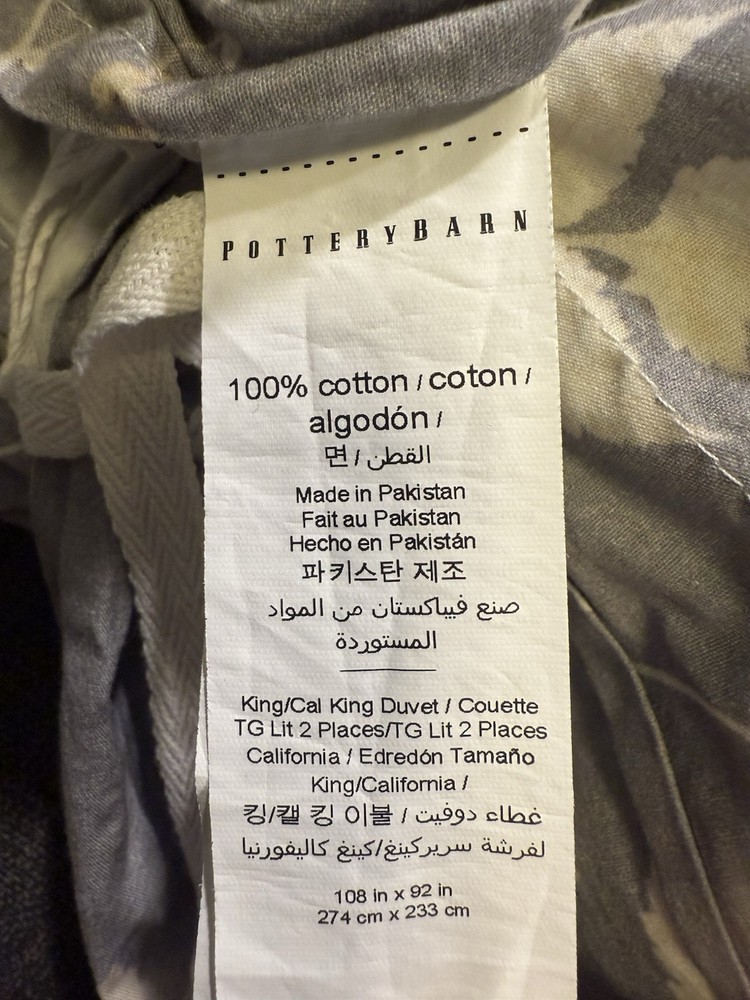 POTTERYBARN
100% cotton / coton /
algodón /
면 / القطن
Made in Pakistan
Fait au Pakistan
Hecho en Pakistán
파키스탄 제조
صنع فيباكستان من المواد
المستوردة
King/Cal King Duvet / Couette
TG Lit 2 Places/TG Lit 2 Places
California / Edredón Tamaño
King/California /
킹/캘 킹 이불 / غطاء دوفيت
لفرشة سريركينغ/كينغ كاليفورنيا
108 in x 92 in
274 cm x 233 cm